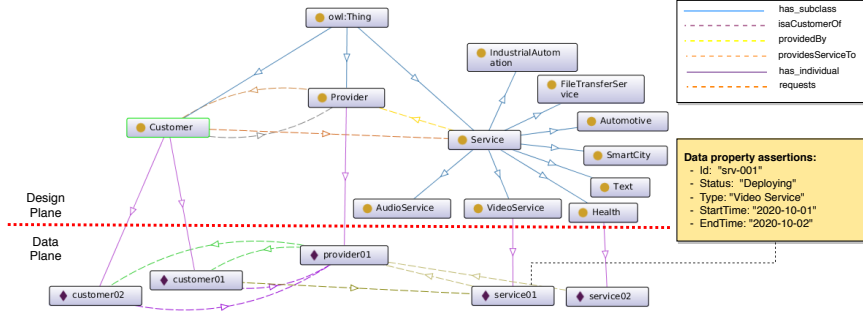 owl:Thing
has_subclass
isaCustomerOf
providedBy
providesServiceTo
has_individual
requests
IndustrialAutom
ation
FileTransferSer
vice
Provider
Automotive
Customer
Service
SmartCity
Text
AudioService
VideoService
Health
Data property assertions:
- Id: "srv-001"
- Status: "Deploying"
- Type: "Video Service"
- StartTime: "2020-10-01"
- EndTime: "2020-10-02"
Design
Plane
Data
Plane
provider01
customer01
customer02
service01
service02